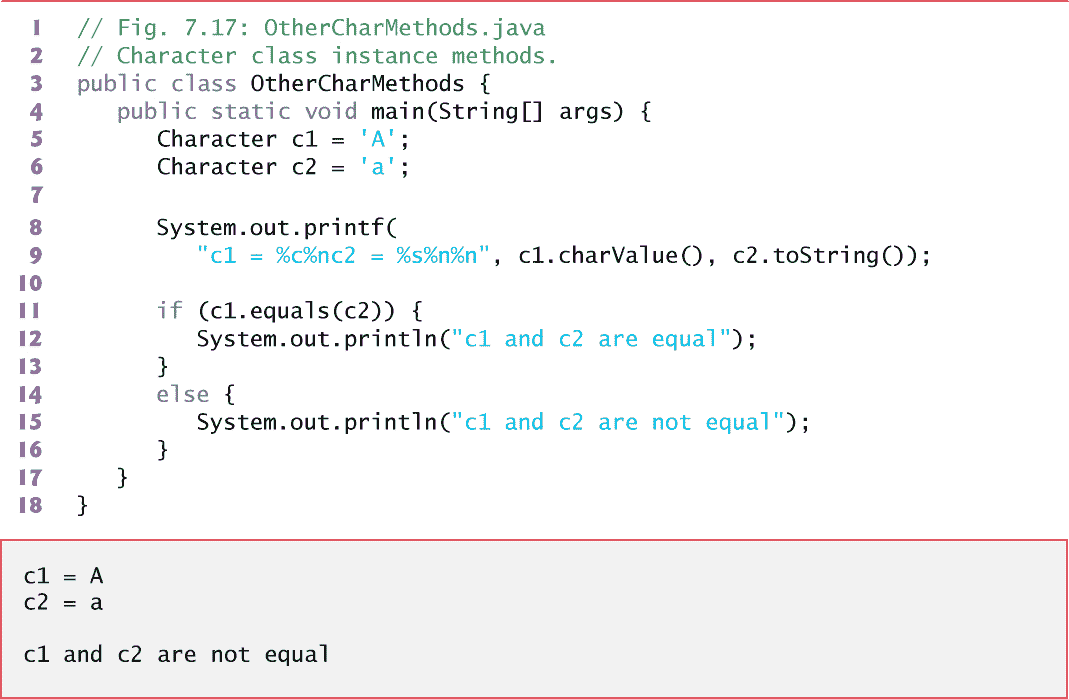 1 // Fig. 7.17: OtherCharMethods.java
2 // Character class instance methods.
3 public class OtherCharMethods {
4    public static void main(String[] args) {
5       Character c1 = 'A';
6       Character c2 = 'a';
7
8       System.out.printf(
9          "c1 = %c%nc2 = %s%n%n", c1.charValue(), c2.toString());
10
11       if (c1.equals(c2)) {
12          System.out.println("c1 and c2 are equal");
13       }
14       else {
15          System.out.println("c1 and c2 are not equal");
16       }
17    }
18 }
c1 = A
c2 = a
c1 and c2 are not equal